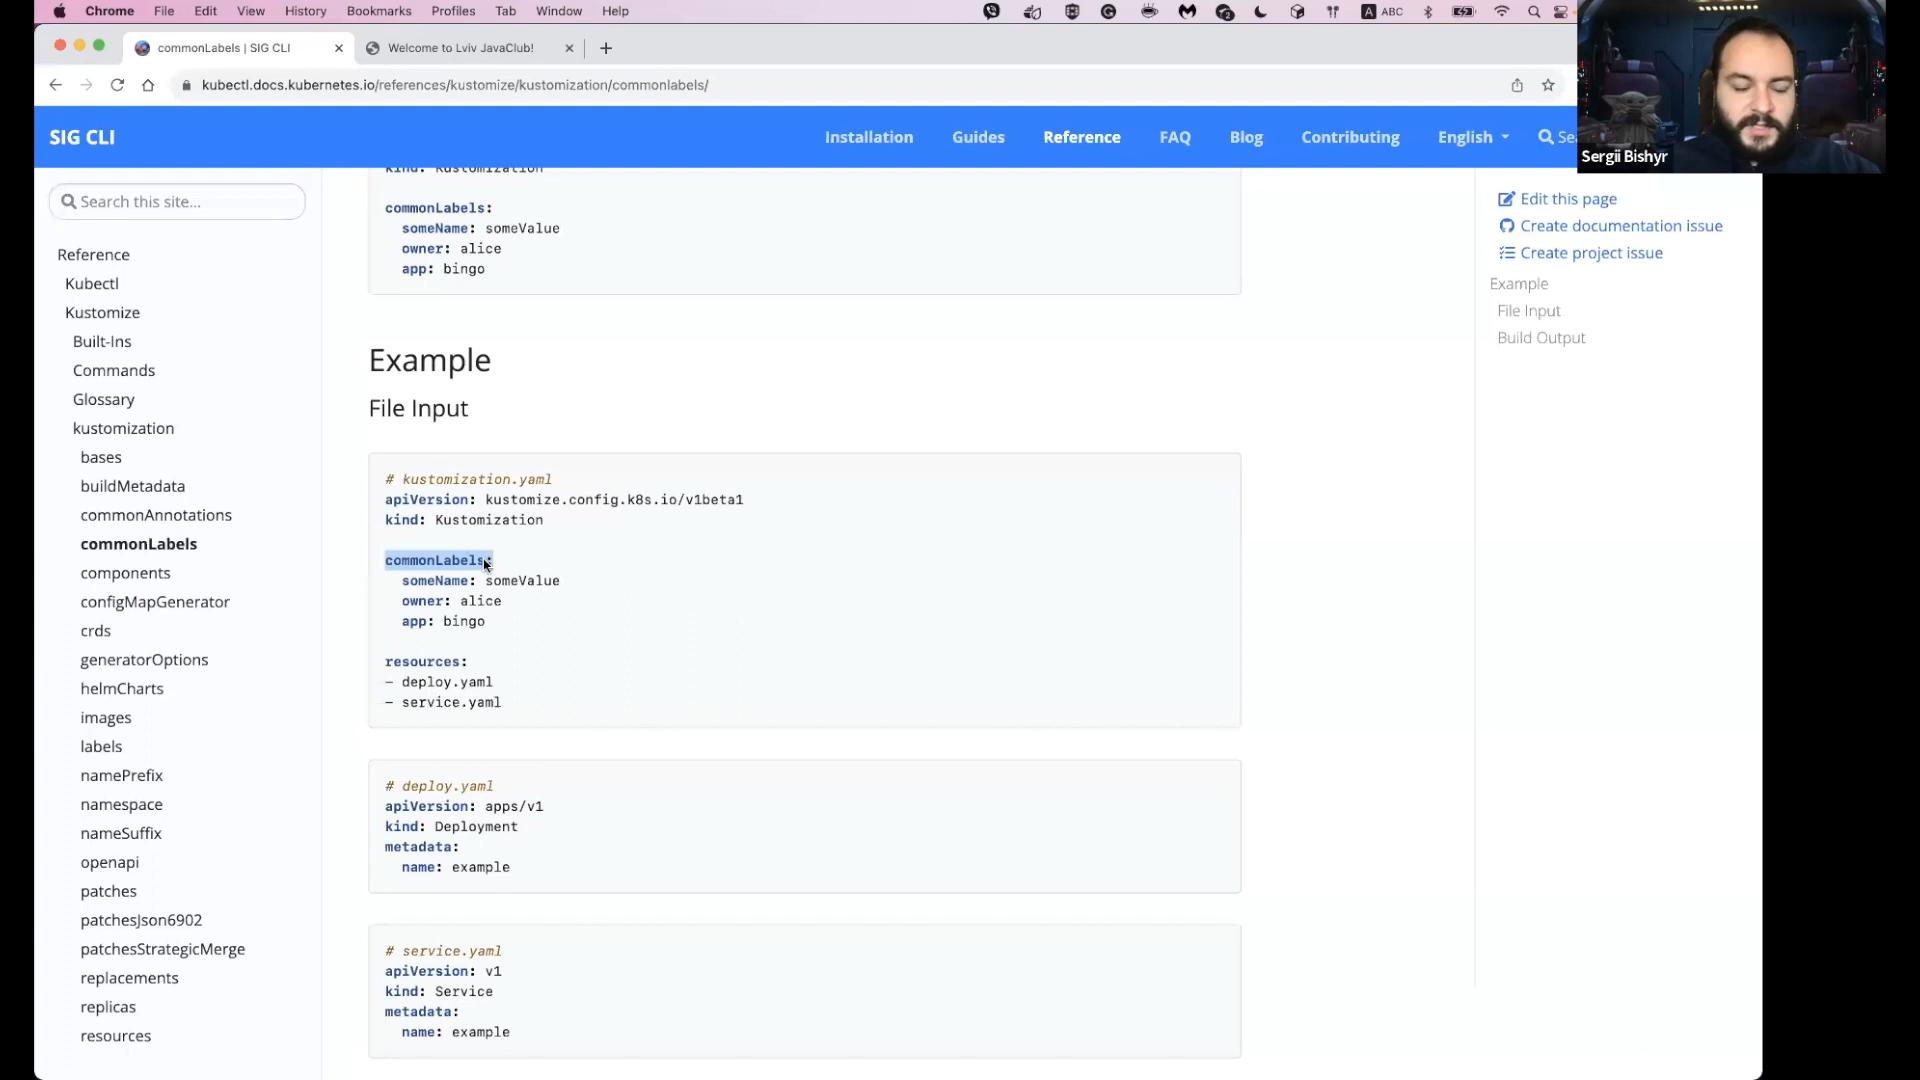 Chrome File Edit View History Bookmarks Profiles Tab Window Help
2 A ABC
commonLabels | SIG CLI
Welcome to Lviv JavaClub!
kubectl.docs.kubernetes.io/references/kustomize/kustomization/commonlabels/
SIG CLI
Installation Guides Reference FAQ Blog Contributing English
Sergii Bishyr
Search this site...
Reference
Kubectl
Kustomize
Built-Ins
Commands
Glossary
kustomization
bases
buildMetadata
commonAnnotations
commonLabels
components
configMapGenerator
crds
generatorOptions
helmCharts
images
labels
namePrefix
namespace
nameSuffix
openapi
patches
patchesJson6902
patchesStrategicMerge
replacements
replicas
resources
kind: Kustomization
commonLabels:
someName: someValue
owner: alice
app: bingo
Example
File Input
# kustomization.yaml
apiVersion: kustomize.config.k8s.io/v1beta1
kind: Kustomization
commonLabels:
someName: someValue
owner: alice
app: bingo
resources:
- deploy.yaml
- service.yaml
# deploy.yaml
apiVersion: apps/v1
kind: Deployment
metadata:
name: example
# service.yaml
apiVersion: v1
kind: Service
metadata:
name: example
Edit this page
Create documentation issue
Create project issue
Example
File Input
Build Output